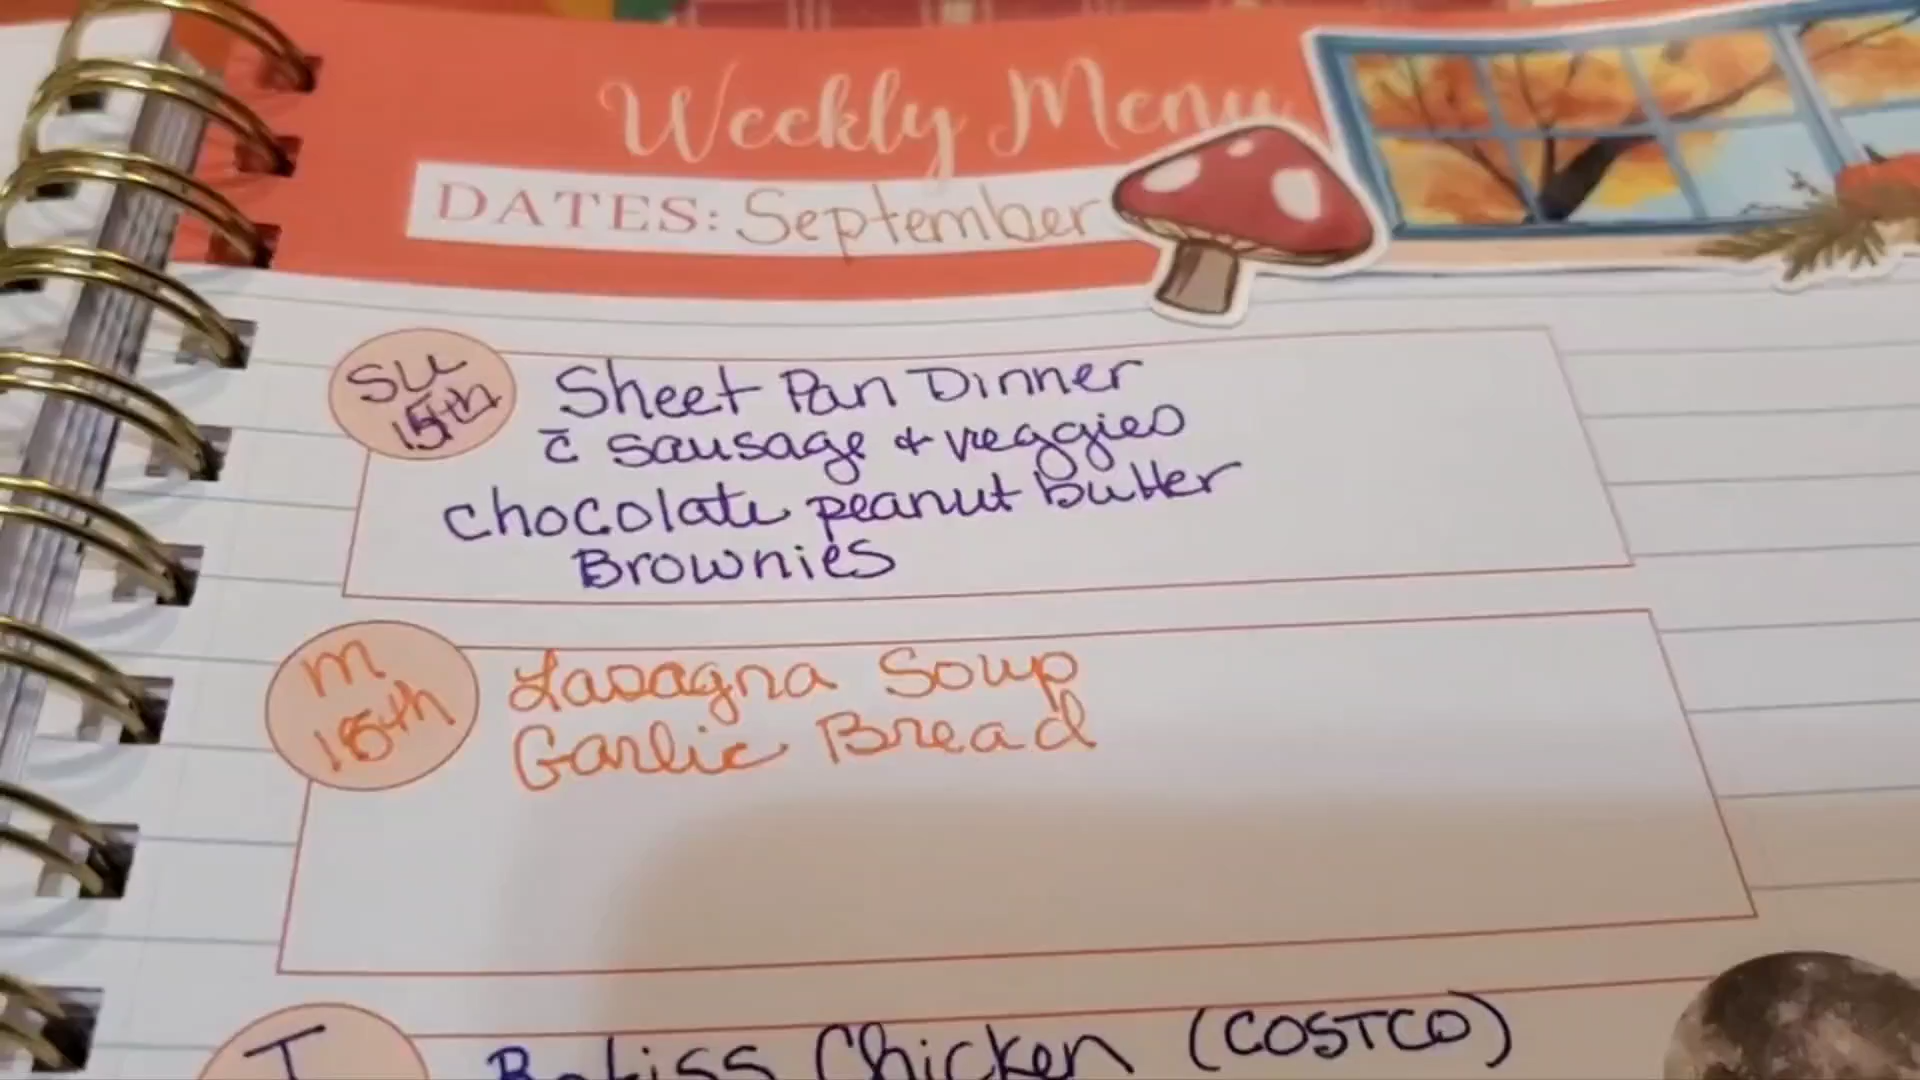 Weekly Menu
DATES: September
SU
15th
Sheet Pan Dinner
c̄ sausage & veggies
chocolate peanut butter
Brownies
M
16th
Lasagna Soup
Garlic Bread
T
Rotiss Chicken (COSTCO)